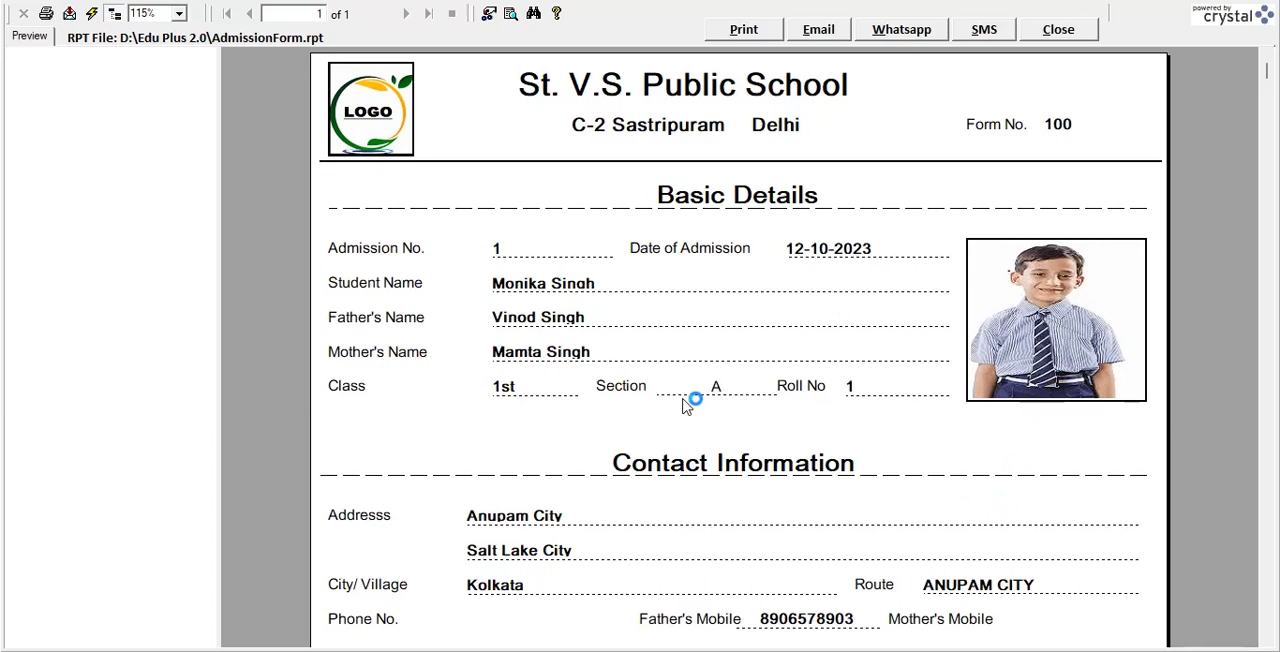 115% 1 of 1 powered by crystal
Preview RPT File: D:\Edu Plus 2.0\AdmissionForm.rpt Print Email Whatsapp SMS Close
LOGO
St. V.S. Public School
C-2 Sastripuram Delhi Form No. 100
Basic Details
Admission No. 1 Date of Admission 12-10-2023
Student Name Monika Singh
Father's Name Vinod Singh
Mother's Name Mamta Singh
Class 1st Section A Roll No 1
Contact Information
Addresss Anupam City
Salt Lake City
City/ Village Kolkata Route ANUPAM CITY
Phone No. Father's Mobile 8906578903 Mother's Mobile